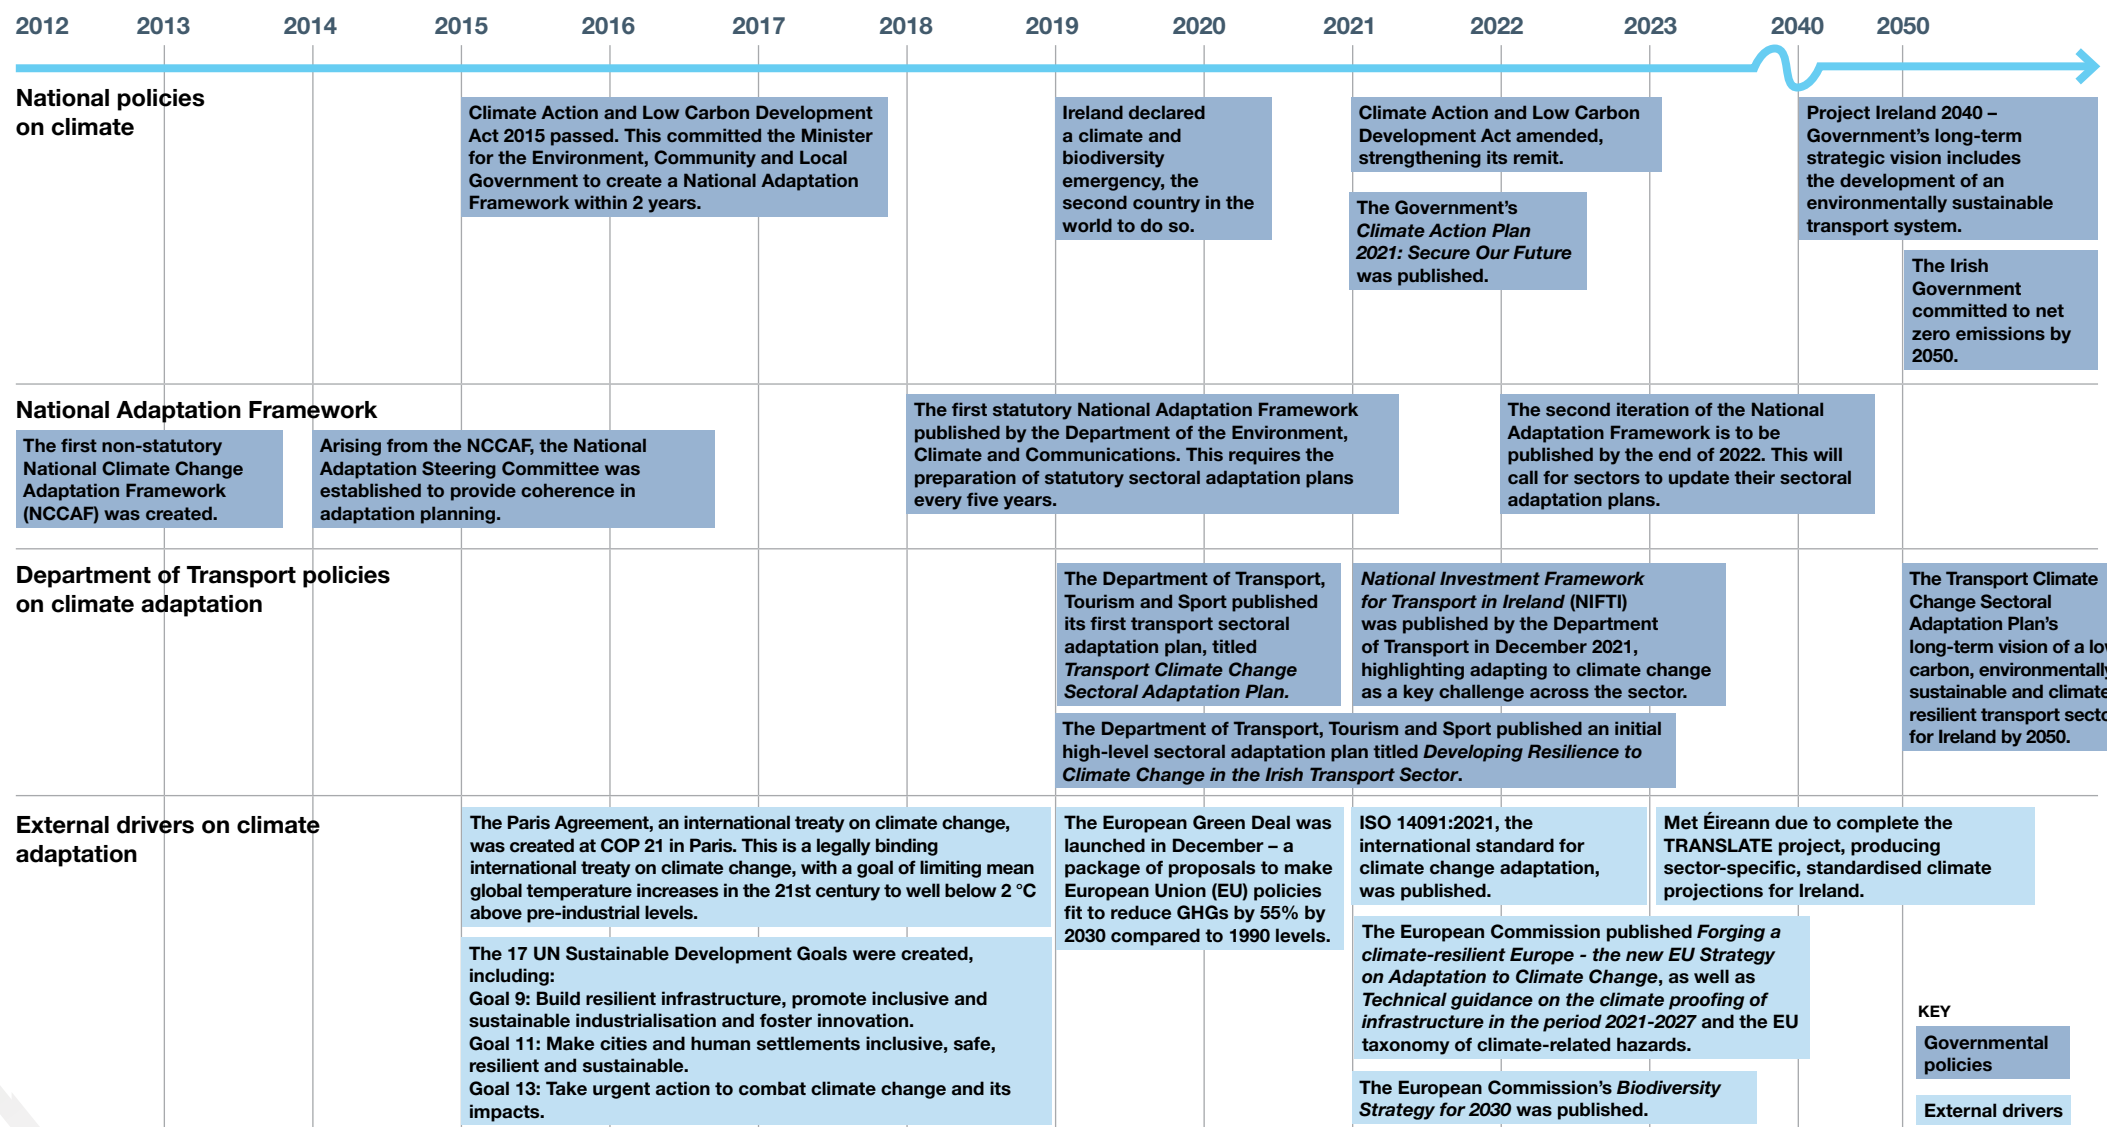 2012 2013 2014 2015 2016 2017 2018 2019 2020 2021 2022 2023 2040 2050
National policies
on climate
Climate Action and Low Carbon Development
Act 2015 passed. This committed the Minister
for the Environment, Community and Local
Government to create a National Adaptation
Framework within 2 years.
Ireland declared
a climate and
biodiversity
emergency, the
second country in the
world to do so.
Climate Action and Low Carbon
Development Act amended,
strengthening its remit.
The Government's
Climate Action Plan
2021: Secure Our Future
was published.
Project Ireland 2040 –
Government's long-term
strategic vision includes
the development of an
environmentally sustainable
transport system.
The Irish
Government
committed to net
zero emissions by
2050.
National Adaptation Framework
The first non-statutory
National Climate Change
Adaptation Framework
(NCCAF) was created.
Arising from the NCCAF, the National
Adaptation Steering Committee was
established to provide coherence in
adaptation planning.
The first statutory National Adaptation Framework
published by the Department of the Environment,
Climate and Communications. This requires the
preparation of statutory sectoral adaptation plans
every five years.
The second iteration of the National
Adaptation Framework is to be
published by the end of 2022. This will
call for sectors to update their sectoral
adaptation plans.
Department of Transport policies
on climate adaptation
The Department of Transport,
Tourism and Sport published
its first transport sectoral
adaptation plan, titled
Transport Climate Change
Sectoral Adaptation Plan.
National Investment Framework
for Transport in Ireland (NIFTI)
was published by the Department
of Transport in December 2021,
highlighting adapting to climate change
as a key challenge across the sector.
The Department of Transport, Tourism and Sport published an initial
high-level sectoral adaptation plan titled Developing Resilience to
Climate Change in the Irish Transport Sector.
The Transport Climate
Change Sectoral
Adaptation Plan's
long-term vision of a
carbon,
sustainable and
resilient transport
for Ireland by 2050.
External drivers on climate
adaptation
The Paris Agreement, an international treaty on climate change,
was created at COP 21 in Paris. This is a legally binding
international treaty on climate change, with a goal of limiting mean
global temperature increases in the 21st century to well below 2 °C
above pre-industrial levels.
The 17 UN Sustainable Development Goals were created,
including:
Goal 9: Build resilient infrastructure, promote inclusive and
sustainable industrialisation and foster innovation.
Goal 11: Make cities and human settlements inclusive, safe,
resilient and sustainable.
Goal 13: Take urgent action to combat climate change and its
impacts.
The European Green Deal was
launched in December – a
package of proposals to make
European Union (EU) policies
fit to reduce GHGs by 55% by
2030 compared to 1990 levels.
ISO 14091:2021, the
international standard for
climate change adaptation,
was published.
Met Éireann due to complete the
TRANSLATE project, producing
sector-specific, standardised climate
projections for Ireland.
The European Commission published Forging a
climate-resilient Europe - the new EU Strategy
on Adaptation to Climate Change, as well as
Technical guidance on the climate proofing of
infrastructure in the period 2021-2027 and the EU
taxonomy of climate-related hazards.
The European Commission's Biodiversity
Strategy for 2030 was published.
KEY
Governmental
policies
External drivers